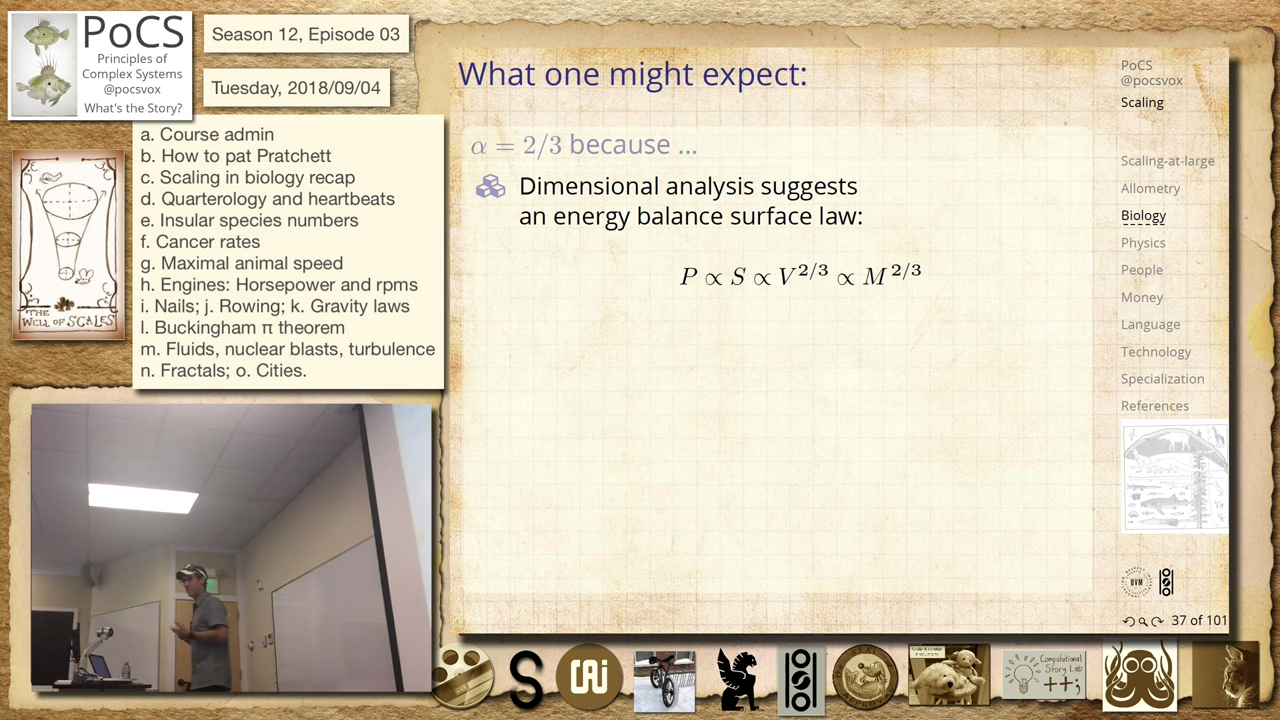 PoCS
Principles of
Complex Systems
@pocsvox
What's the Story?
Season 12, Episode 03
Tuesday, 2018/09/04
a. Course admin
b. How to pat Pratchett
c. Scaling in biology recap
d. Quarterology and heartbeats
e. Insular species numbers
f. Cancer rates
g. Maximal animal speed
h. Engines: Horsepower and rpms
i. Nails; j. Rowing; k. Gravity laws
l. Buckingham π theorem
m. Fluids, nuclear blasts, turbulence
n. Fractals; o. Cities.
THE
WELL OF SCALES
What one might expect:
α = 2/3 because ...
Dimensional analysis suggests
an energy balance surface law:
P ∝ S ∝ V^{2/3} ∝ M^{2/3}
PoCS
@pocsvox
Scaling
Scaling-at-large
Allometry
Biology
Physics
People
Money
Language
Technology
Specialization
References
UVM
37 of 101
Computational
Story Lab
++;